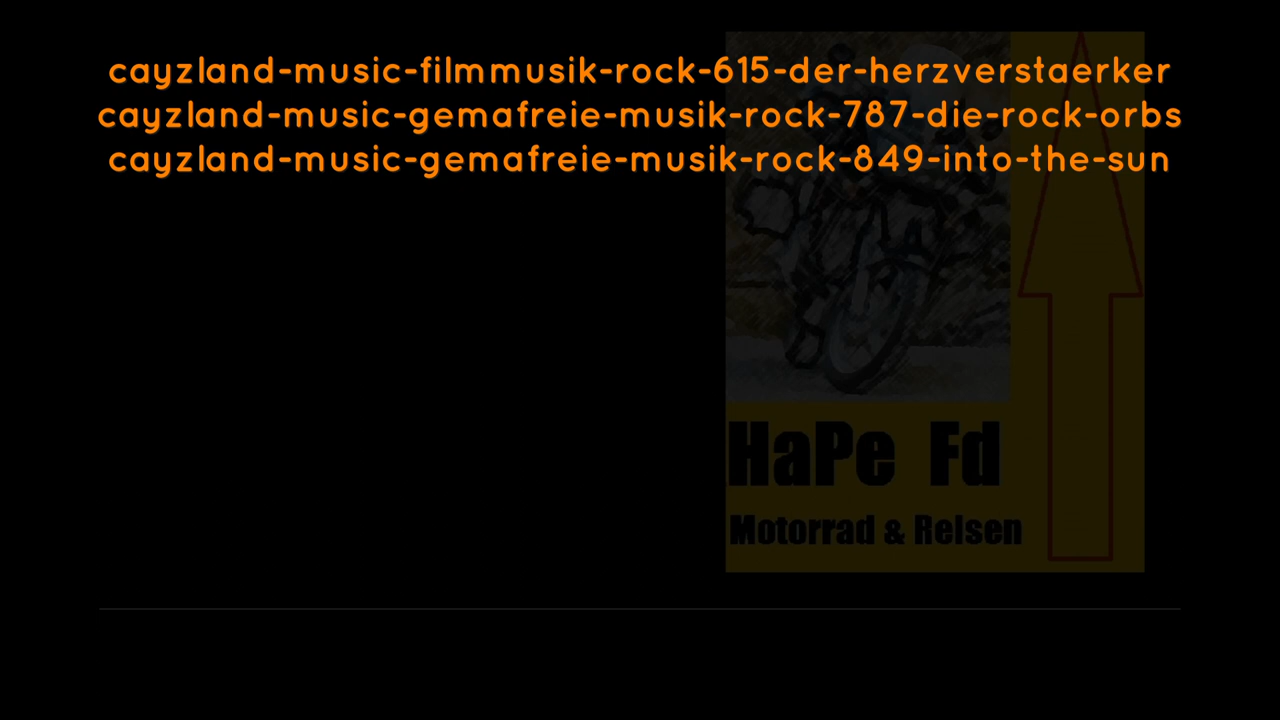 cayzland-music-filmmusik-rock-615-der-herzverstaerker
cayzland-music-gemafreie-musik-rock-787-die-rock-orbs
cayzland-music-gemafreie-musik-rock-849-into-the-sun
HaPe Fd
Motorrad & Reisen